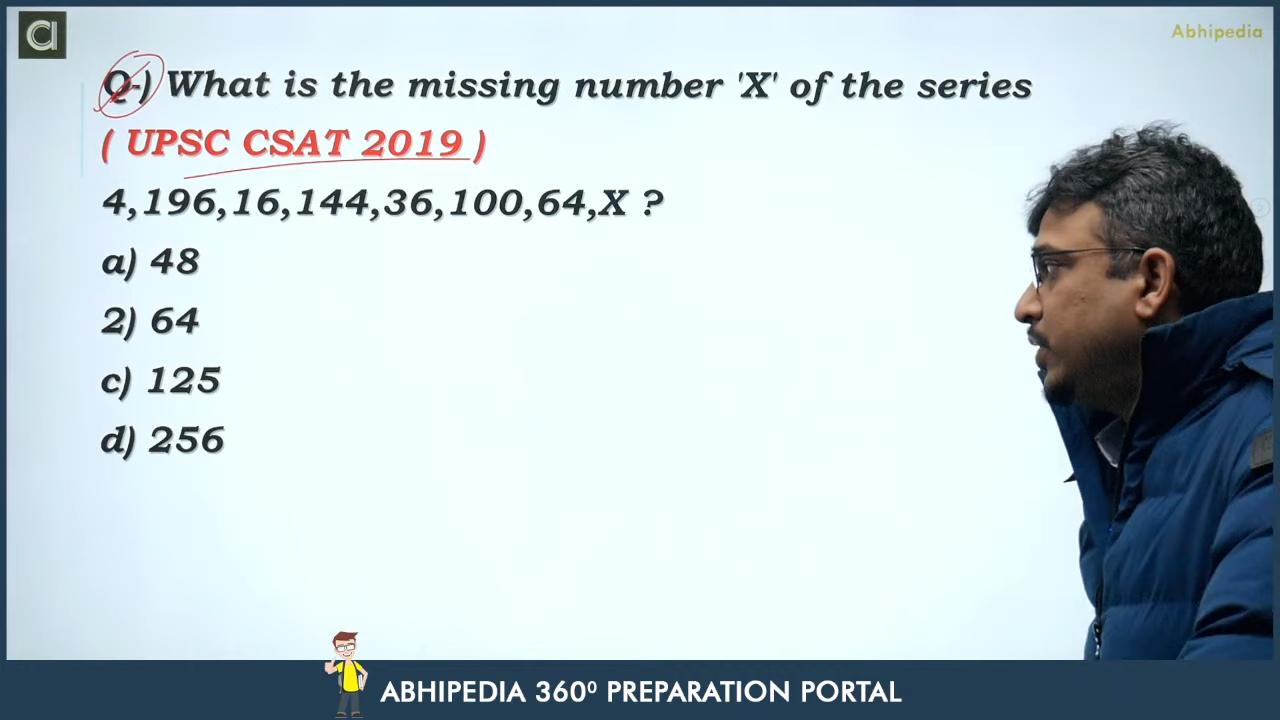 Abhipedia
Q-) What is the missing number 'X' of the series
( UPSC CSAT 2019 )
4,196,16,144,36,100,64,X ?
a) 48
2) 64
c) 125
d) 256
ABHIPEDIA 360⁰ PREPARATION PORTAL